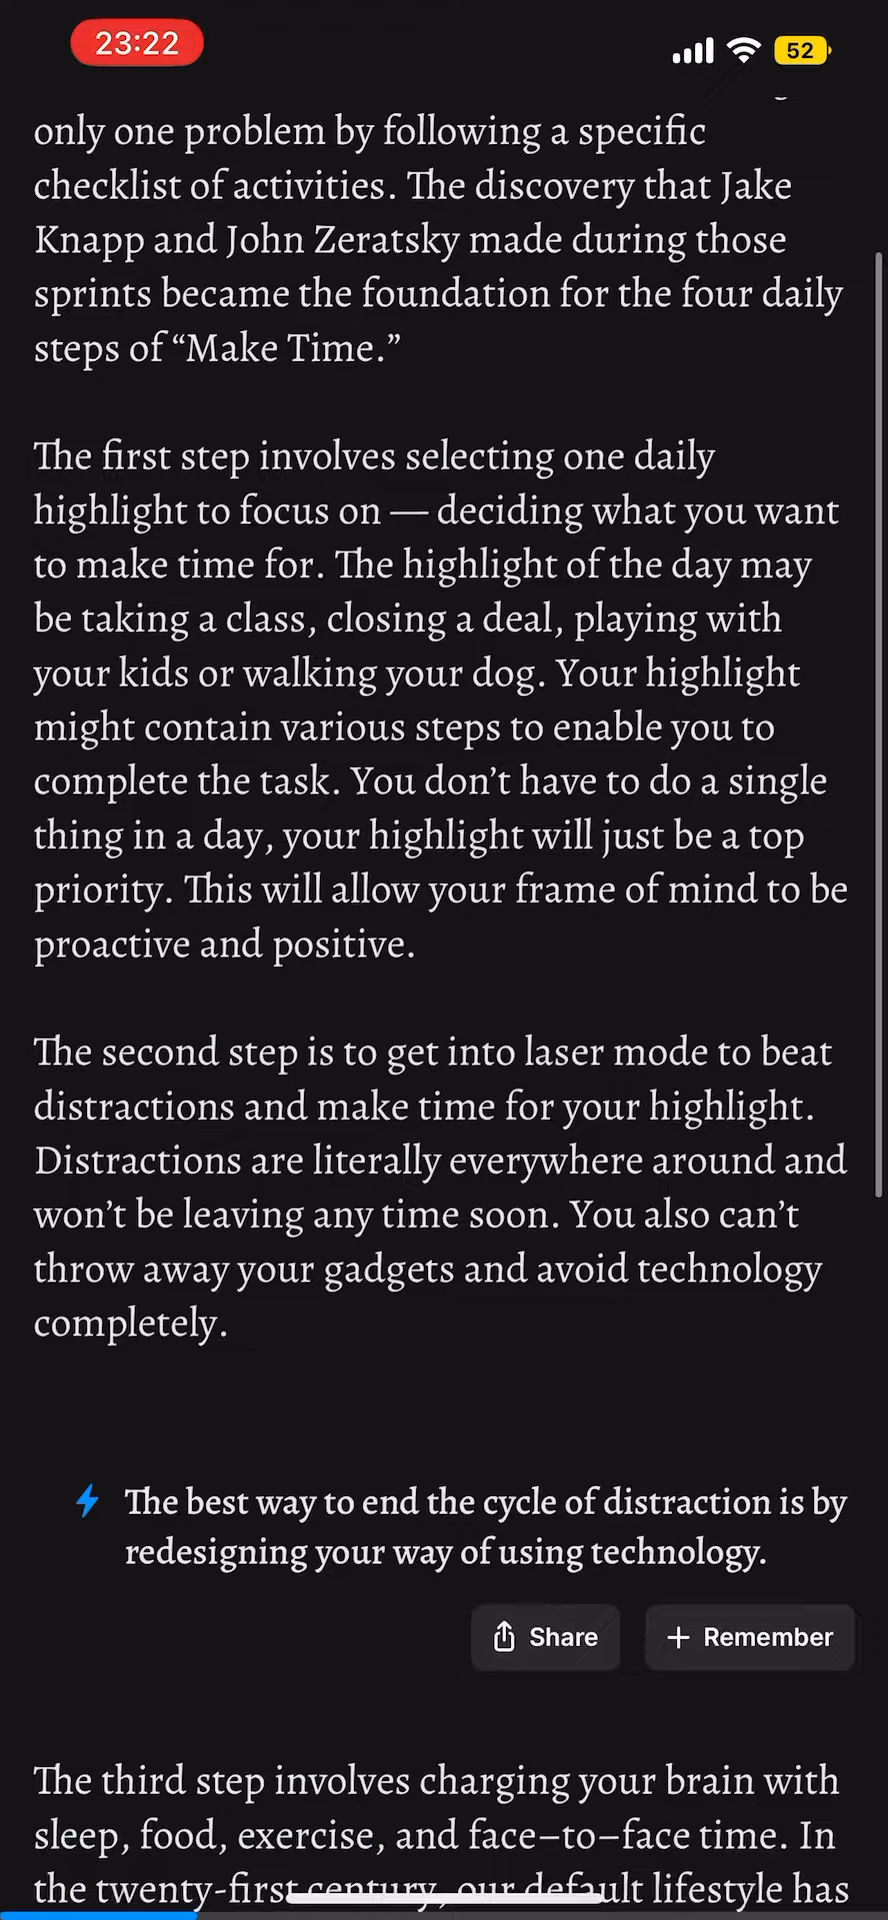 23:22
52
only one problem by following a specific
checklist of activities. The discovery that Jake
Knapp and John Zeratsky made during those
sprints became the foundation for the four daily
steps of “Make Time.”
The first step involves selecting one daily
highlight to focus on — deciding what you want
to make time for. The highlight of the day may
be taking a class, closing a deal, playing with
your kids or walking your dog. Your highlight
might contain various steps to enable you to
complete the task. You don’t have to do a single
thing in a day, your highlight will just be a top
priority. This will allow your frame of mind to be
proactive and positive.
The second step is to get into laser mode to beat
distractions and make time for your highlight.
Distractions are literally everywhere around and
won’t be leaving any time soon. You also can’t
throw away your gadgets and avoid technology
completely.
The best way to end the cycle of distraction is by
redesigning your way of using technology.
Share
Remember
The third step involves charging your brain with
sleep, food, exercise, and face–to–face time. In
the twenty-first century, our default lifestyle has